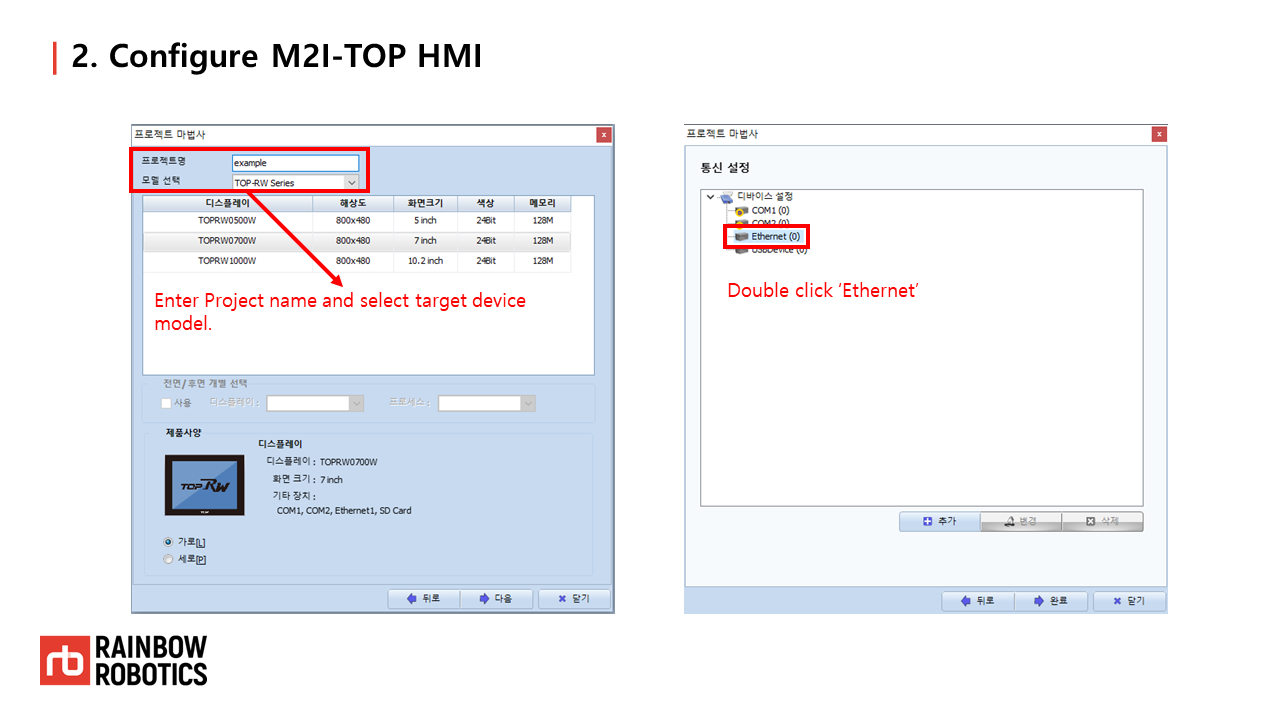 2. Configure M2I-TOP HMI
프로젝트 마법사
프로젝트명 example
모델 선택 TOP-RW Series
디스플레이 해상도 화면크기 색상 메모리
TOPRW0500W 800x480 5 inch 24Bit 128M
TOPRW0700W 800x480 7 inch 24Bit 128M
TOPRW1000W 800x480 10.2 inch 24Bit 128M
Enter Project name and select target device
model.
전면/후면 개별 선택
사용 디스플레이 : 프로세스 :
제품사양
디스플레이
디스플레이 : TOPRW0700W
화면 크기 : 7 inch
기타 장치 :
COM1, COM2, Ethernet1, SD Card
TOP RW
가로[L]
세로[P]
뒤로 다음 닫기
프로젝트 마법사
통신 설정
디바이스 설정
COM1 (0)
COM2 (0)
Ethernet (0)
USBDevice (0)
Double click ‘Ethernet’
추가 변경 삭제
뒤로 완료 닫기
RAINBOW
ROBOTICS